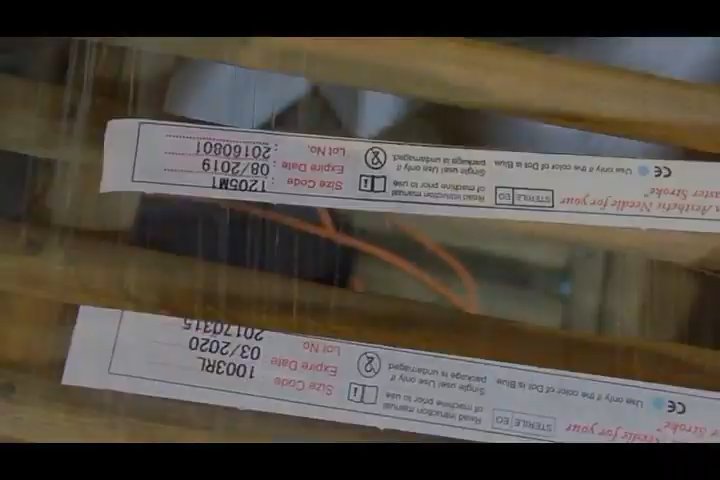 Aesthetic Needle for your
aster Stroke"
STERILE EO
Read intruction manual
of machine prior to use
Single use! Use only if
package is undamaged
CE Use only if the color of Dot is Blue.
Size Code : 1205M1
Expire Date : 08/2019
Lot No. : 20160801
Needle for your
Stroke"
STERILE EO
Read intruction manual
of machine prior to use
Single use! Use only if
package is undamaged
CE Use only if the color of Dot is Blue.
Size Code 1003RL
Expire Date 03/2020
Lot No 20170315